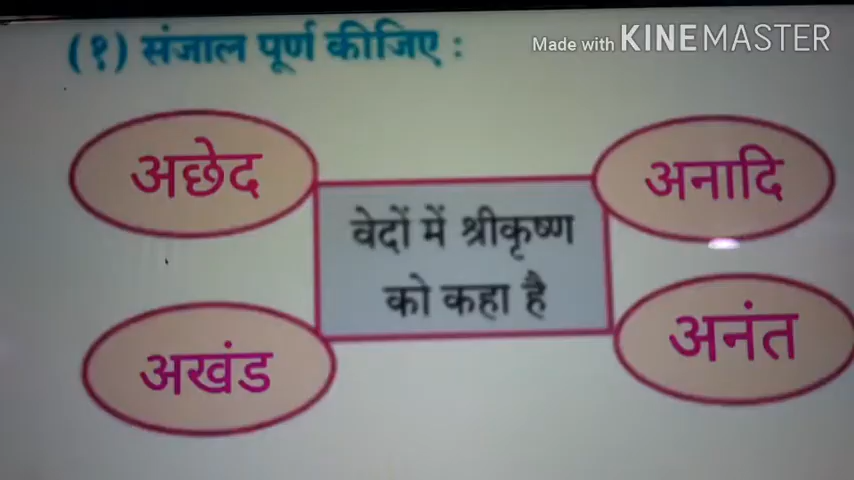 (१) संजाल पूर्ण कीजिए :
Made with KINEMASTER
अछेद
अनादि
वेदों में श्रीकृष्ण
को कहा है
अखंड
अनंत